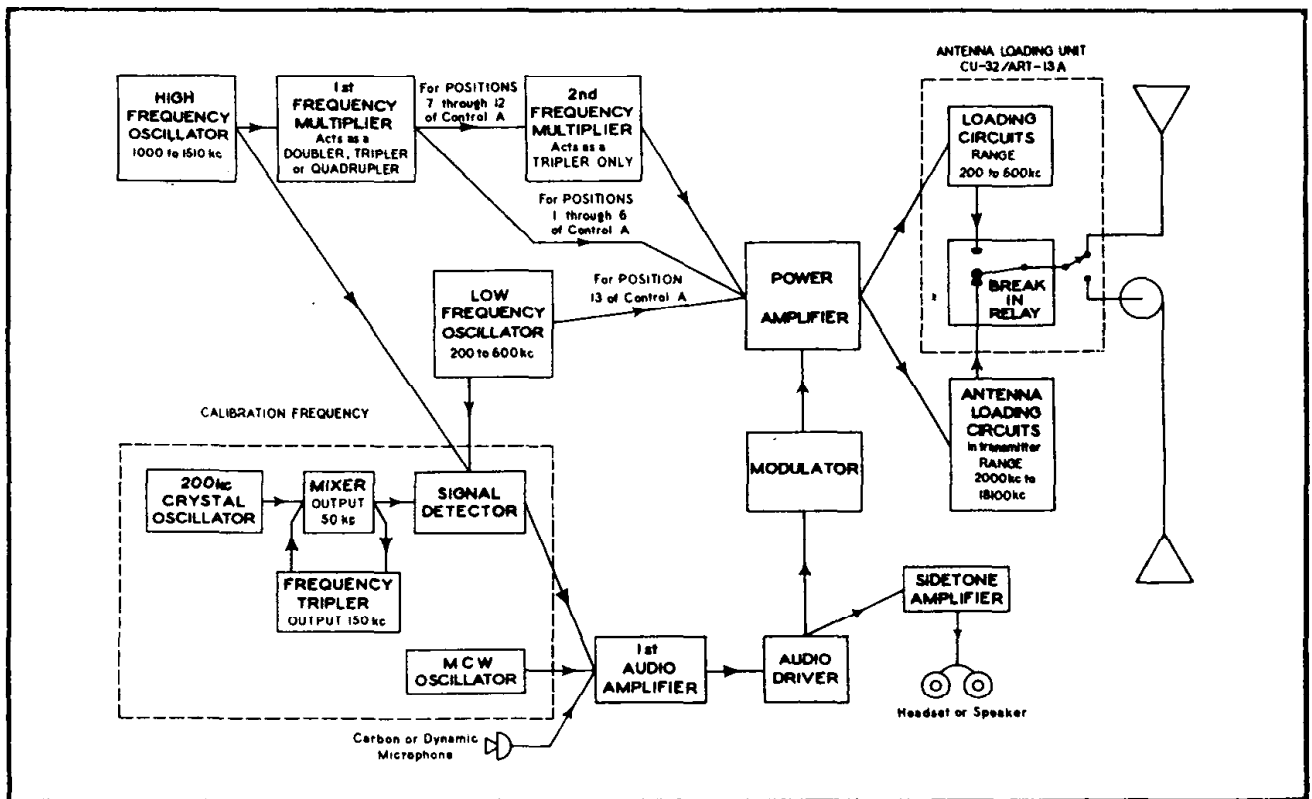 ANTENNA LOADING UNIT
CU-32/ART-13A
HIGH
FREQUENCY
OSCILLATOR
1000 to 1510 kc
1st
FREQUENCY
MULTIPLIER
Acts as a
DOUBLER, TRIPLER
or QUADRUPLER
For POSITIONS
7 through 12
of Control A
2nd
FREQUENCY
MULTIPLIER
Acts as a
TRIPLER ONLY
LOADING
CIRCUITS
RANGE
200 to 600kc
For POSITIONS
1 through 6
of Control A
BREAK
IN
RELAY
LOW
FREQUENCY
OSCILLATOR
200 to 600kc
For POSITION
13 of Control A
POWER
AMPLIFIER
ANTENNA
LOADING
CIRCUITS
in transmitter
RANGE
2000kc to
18100kc
CALIBRATION FREQUENCY
200kc
CRYSTAL
OSCILLATOR
MIXER
OUTPUT
50 kc
SIGNAL
DETECTOR
MODULATOR
FREQUENCY
TRIPLER
OUTPUT 150 kc
SIDETONE
AMPLIFIER
M C W
OSCILLATOR
1st
AUDIO
AMPLIFIER
AUDIO
DRIVER
Headset or Speaker
Carbon or Dynamic
Microphone